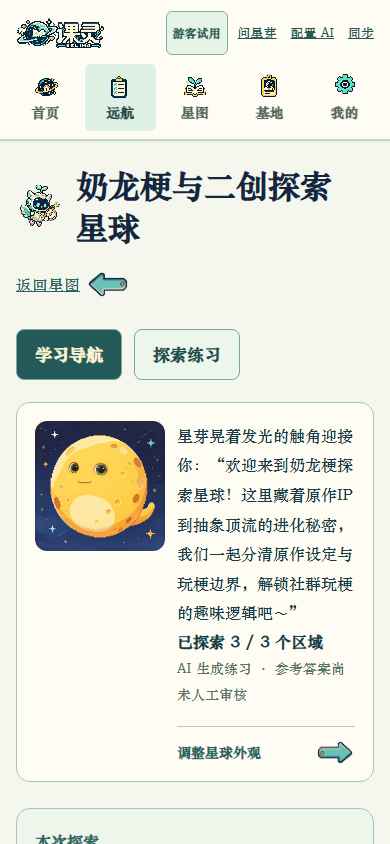 课灵
游客试用
问星芽
配置 AI
同步
首页
远航
星图
基地
我的
奶龙梗与二创探索
星球
返回星图
学习导航
探索练习
星芽晃着发光的触角迎接
你：“欢迎来到奶龙梗探
索星球！这里藏着原作IP
到抽象顶流的进化秘密，
我们一起分清原作设定与
玩梗边界，解锁社群玩梗
的趣味逻辑吧～”
已探索 3 / 3 个区域
AI 生成练习 · 参考答案尚
未人工审核
调整星球外观
本次探索